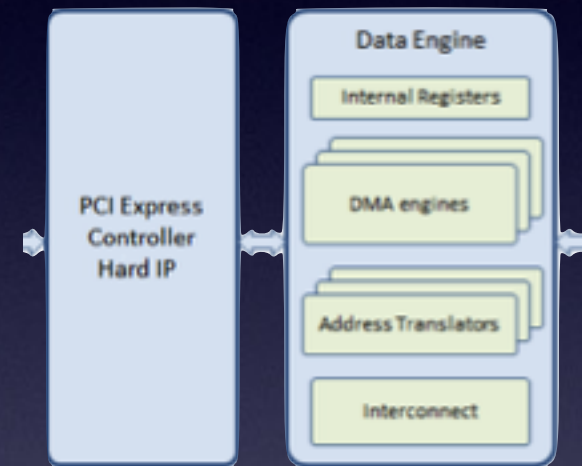 PCI Express
Controller
Hard IP
Data Engine
Internal Registers
DMA engines
Address Translators
Interconnect